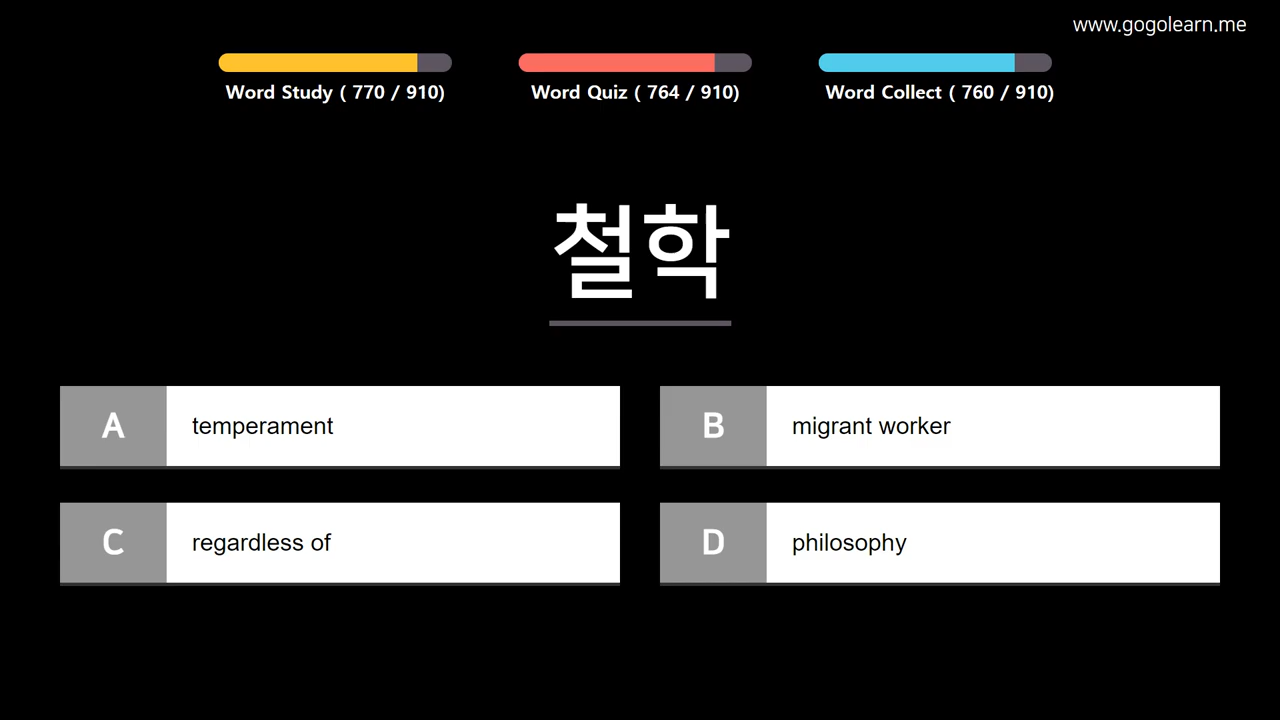 www.gogolearn.me
Word Study ( 770 / 910)
Word Quiz ( 764 / 910)
Word Collect ( 760 / 910)
철학
A temperament
B migrant worker
C regardless of
D philosophy